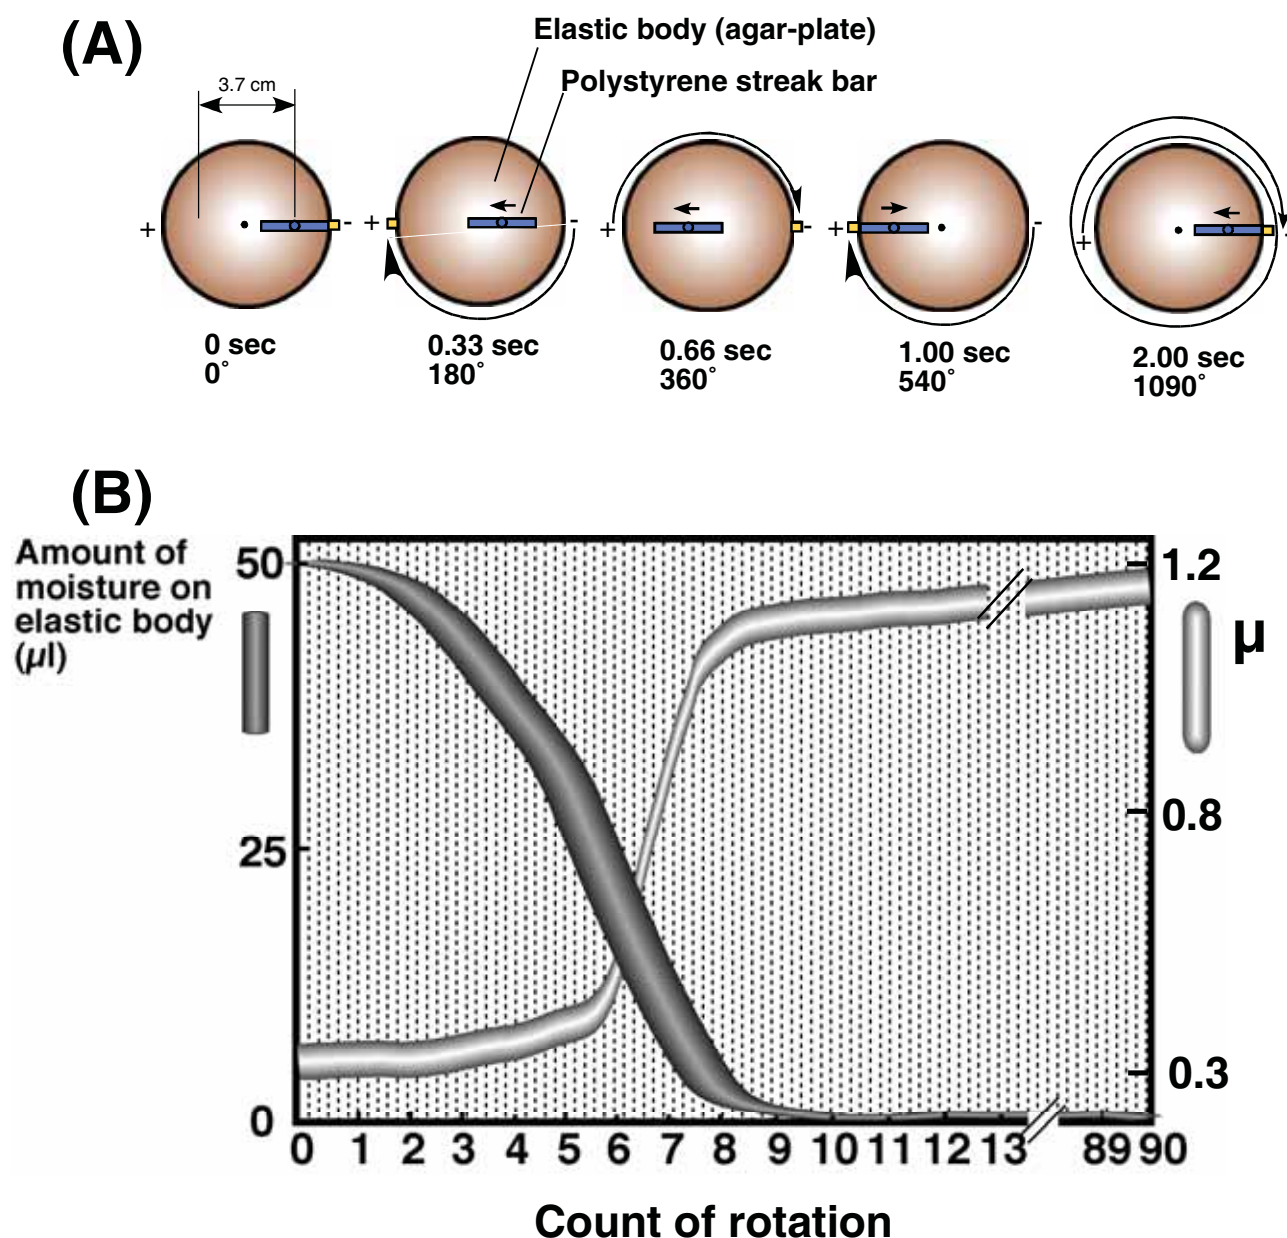 (A)
Elastic body (agar-plate)
Polystyrene streak bar
3.7 cm
+ - + - + - + - + -
0 sec
0°
0.33 sec
180°
0.66 sec
360°
1.00 sec
540°
2.00 sec
1090°
(B)
Amount of
moisture on
elastic body
(µl)
50
25
0
1.2
µ
0.8
0.3
0 1 2 3 4 5 6 7 8 9 10 11 12 13 89 90
Count of rotation